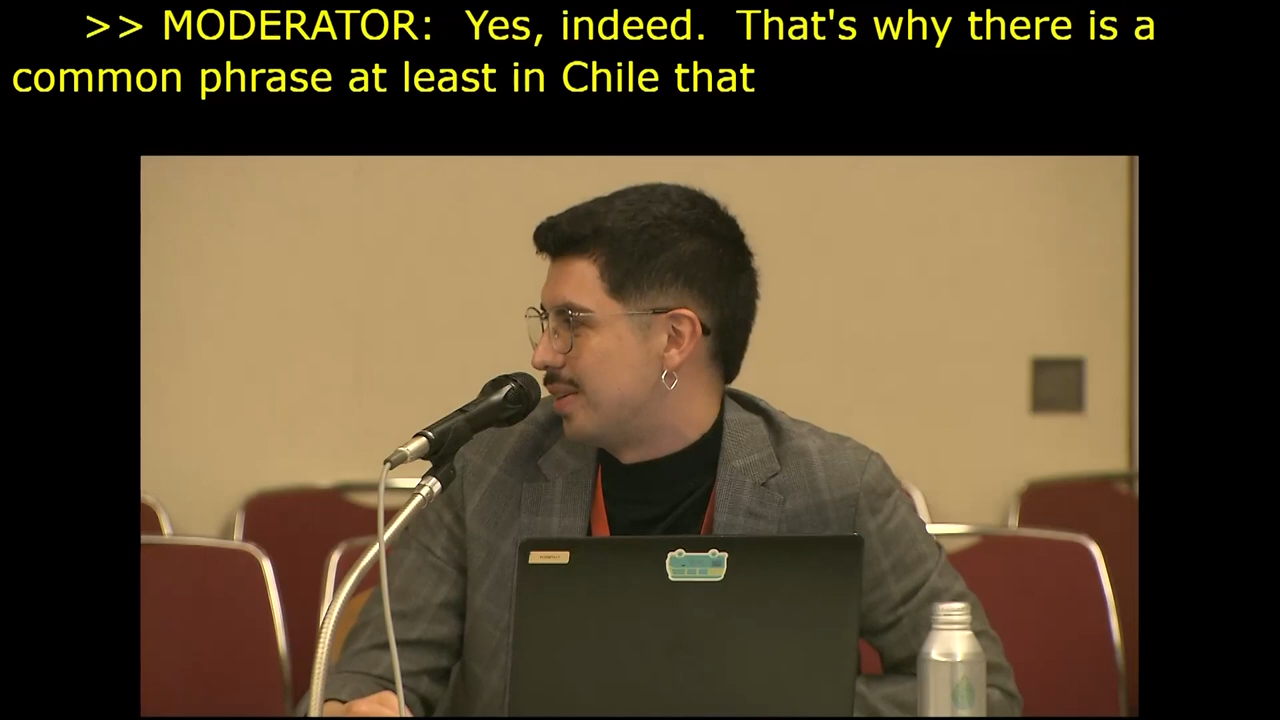 >> MODERATOR:  Yes, indeed.  That's why there is a
common phrase at least in Chile that